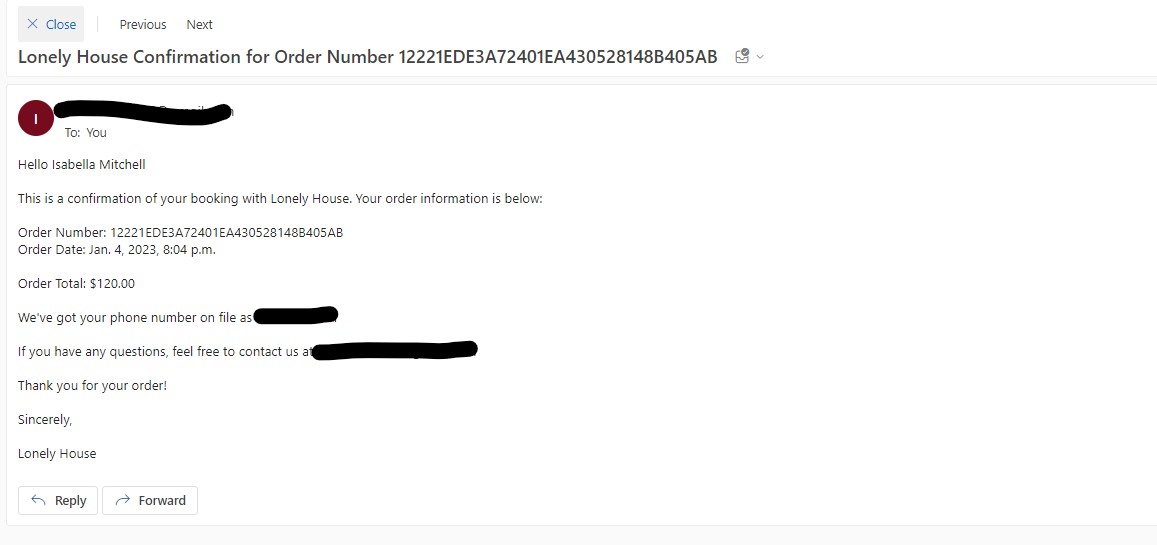 Close Previous Next
Lonely House Confirmation for Order Number 12221EDE3A72401EA430528148B405AB
I
To: You
Hello Isabella Mitchell
This is a confirmation of your booking with Lonely House. Your order information is below:
Order Number: 12221EDE3A72401EA430528148B405AB
Order Date: Jan. 4, 2023, 8:04 p.m.
Order Total: $120.00
We've got your phone number on file as
If you have any questions, feel free to contact us at
Thank you for your order!
Sincerely,
Lonely House
Reply Forward